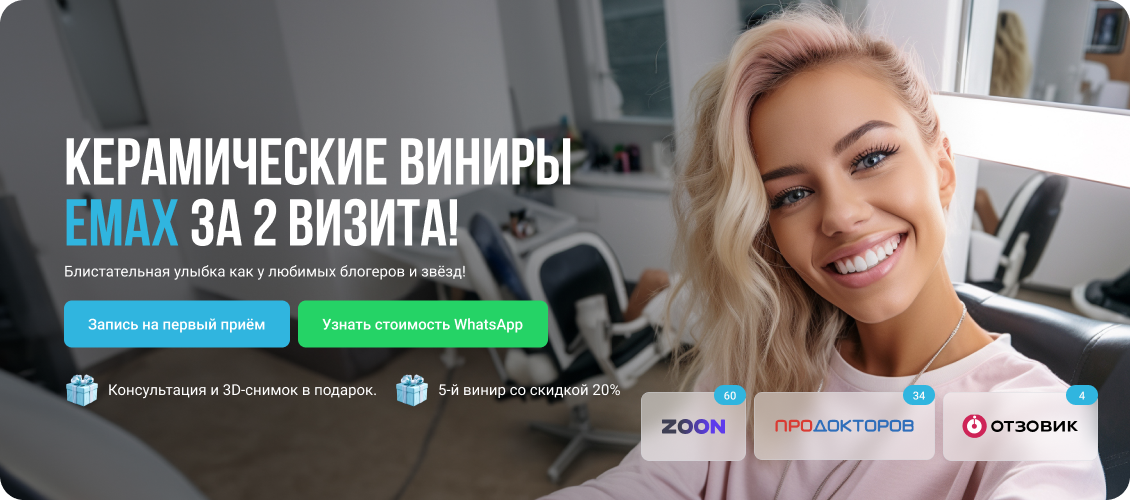 КЕРАМИЧЕСКИЕ ВИНИРЫ
EMAX ЗА 2 ВИЗИТА!
Блистательная улыбка как у любимых блогеров и звёзд!
Запись на первый приём
Узнать стоимость WhatsApp
Консультация и 3D-снимок в подарок.
5-й винир со скидкой 20%
60
ZOON
34
ПРОДОКТОРОВ
4
ОТЗОВИК